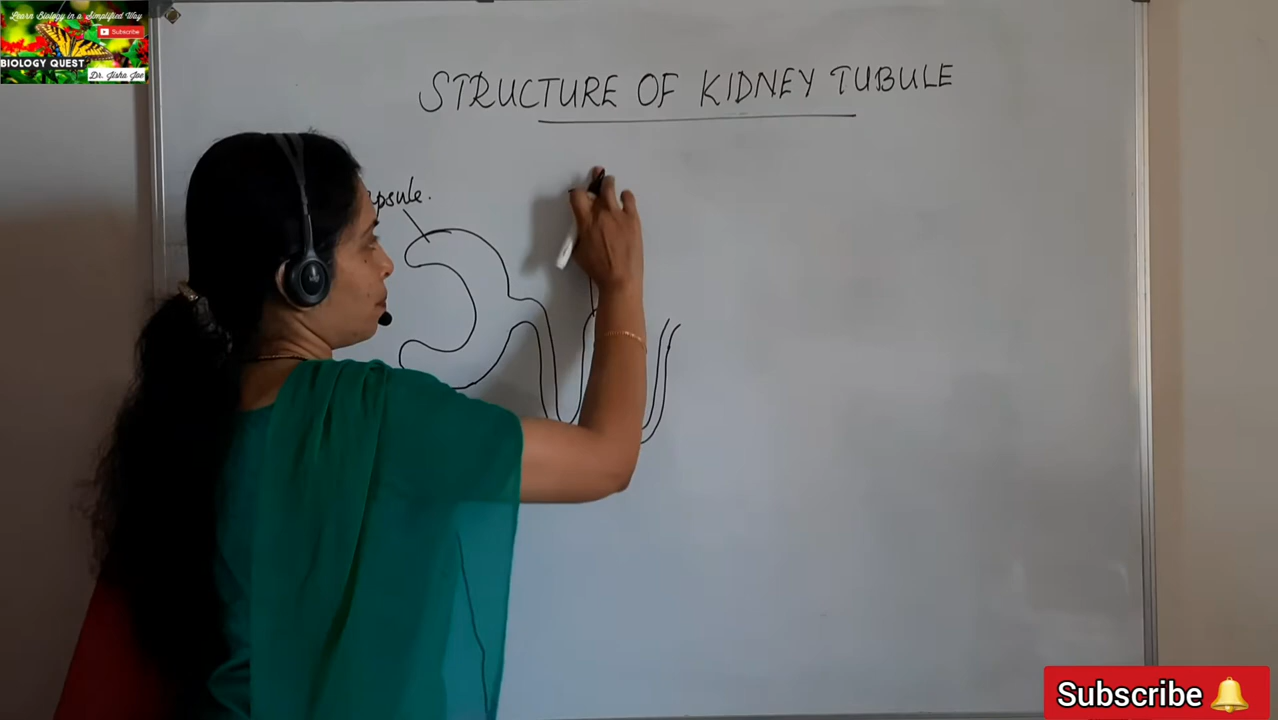 Learn Biology in a Simplified Way
Subscribe
BIOLOGY QUEST
Dr. Jisha Joe
STRUCTURE OF KIDNEY TUBULE
psule.
Subscribe